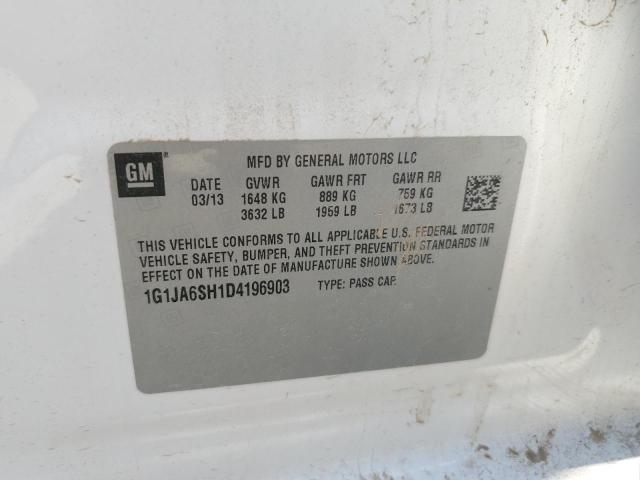 GM
MFD BY GENERAL MOTORS LLC
DATE GVWR GAWR FRT GAWR RR
03/13 1648 KG 889 KG 759 KG
3632 LB 1959 LB 1673 LB
THIS VEHICLE CONFORMS TO ALL APPLICABLE U.S. FEDERAL MOTOR
VEHICLE SAFETY, BUMPER, AND THEFT PREVENTION STANDARDS IN
EFFECT ON THE DATE OF MANUFACTURE SHOWN ABOVE.
1G1JA6SH1D4196903 TYPE: PASS CAR